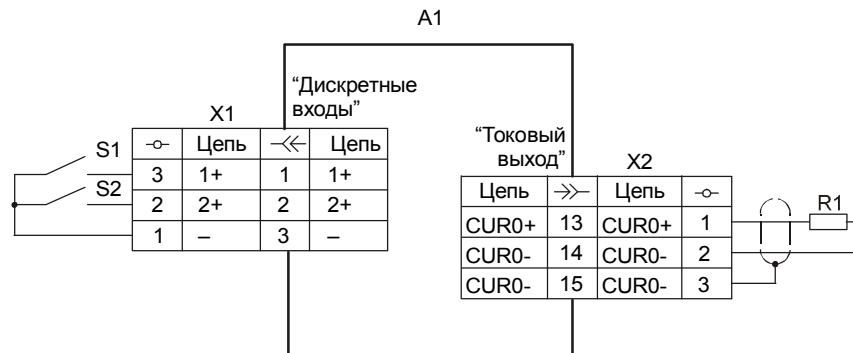 A1
“Дискретные
входы”
X1
“Токовый
выход”
X2
S1
S2
Цепь Цепь
3 1+ 1 1+
2 2+ 2 2+
1 – 3 –
Цепь Цепь
CUR0+ 13 CUR0+ 1
CUR0- 14 CUR0- 2
CUR0- 15 CUR0- 3
R1